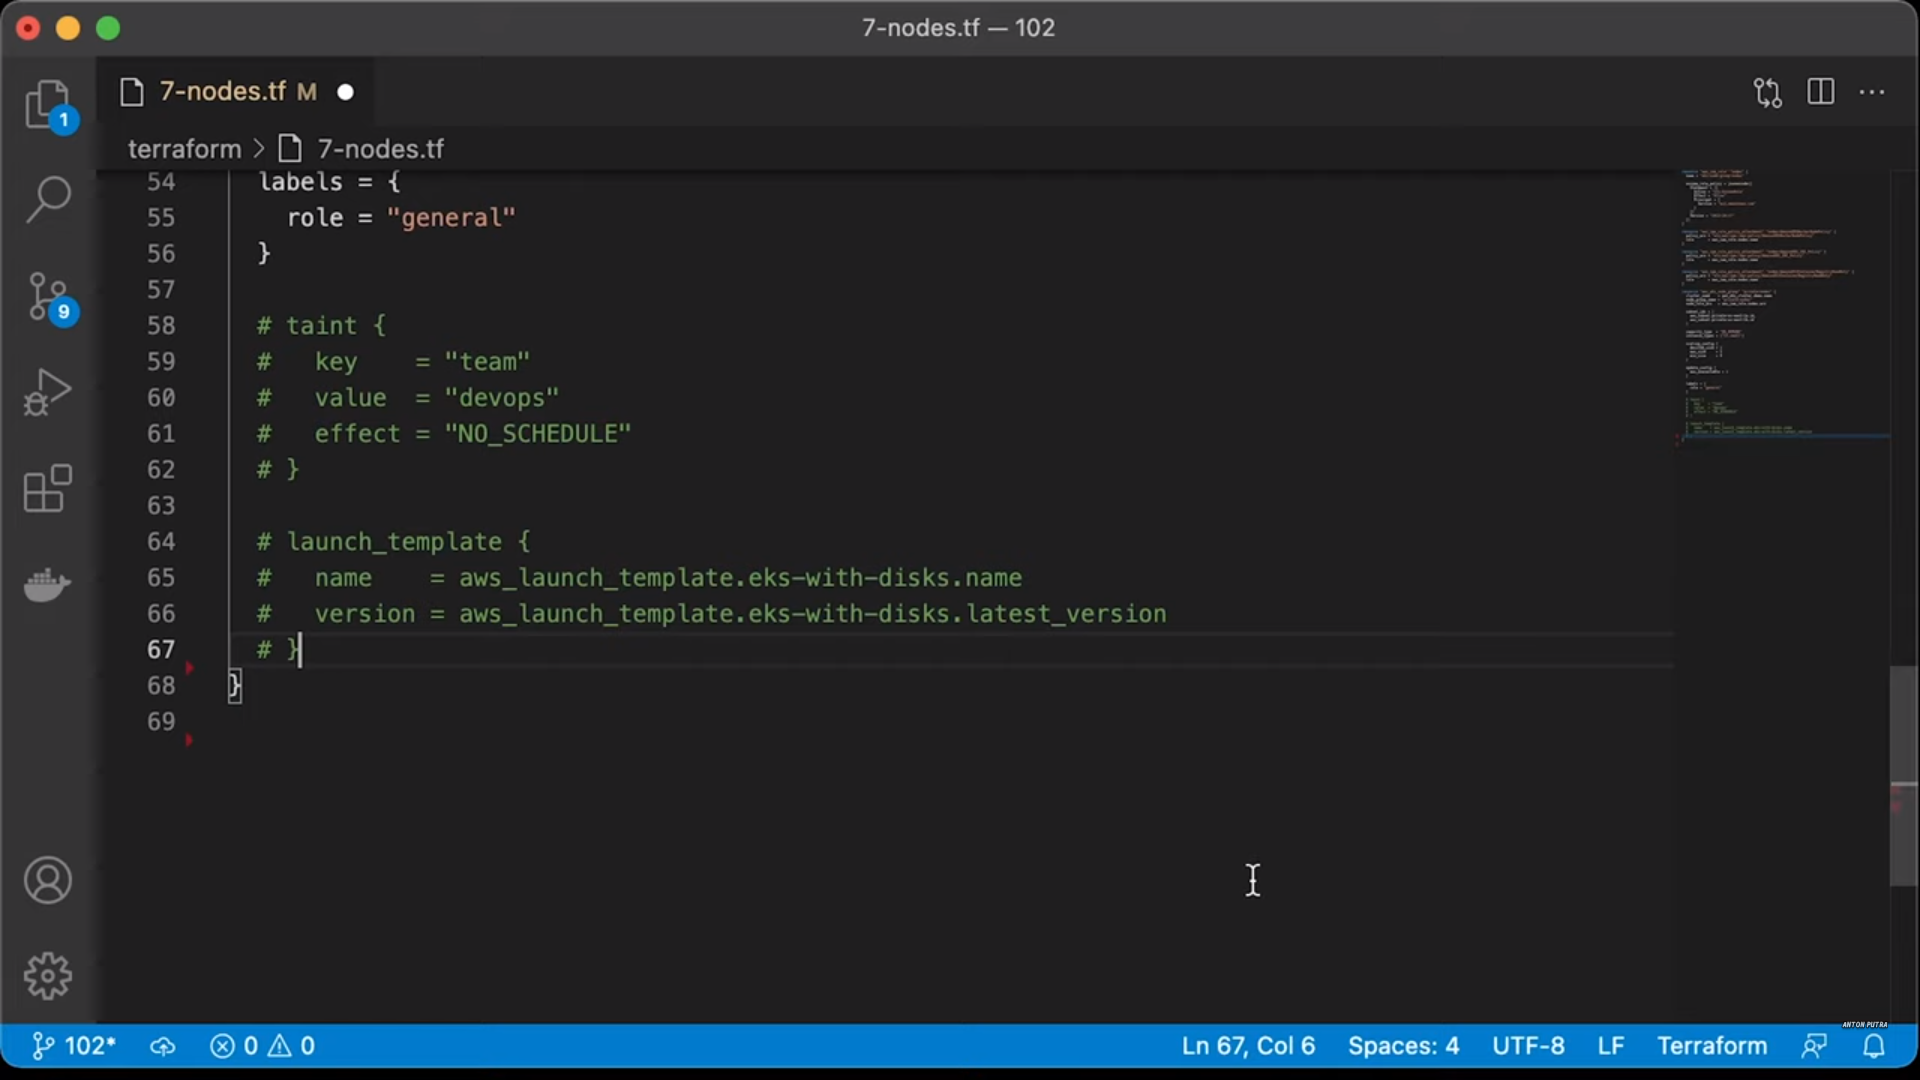 7-nodes.tf — 102
7-nodes.tf M
terraform > 7-nodes.tf
1
9
54 labels = {
55 role = "general"
56 }
57
58 # taint {
59 # key = "team"
60 # value = "devops"
61 # effect = "NO_SCHEDULE"
62 # }
63
64 # launch_template {
65 # name = aws_launch_template.eks-with-disks.name
66 # version = aws_launch_template.eks-with-disks.latest_version
67 # }
68 }
69
ANTON PUTRA
102* 0 0 Ln 67, Col 6 Spaces: 4 UTF-8 LF Terraform